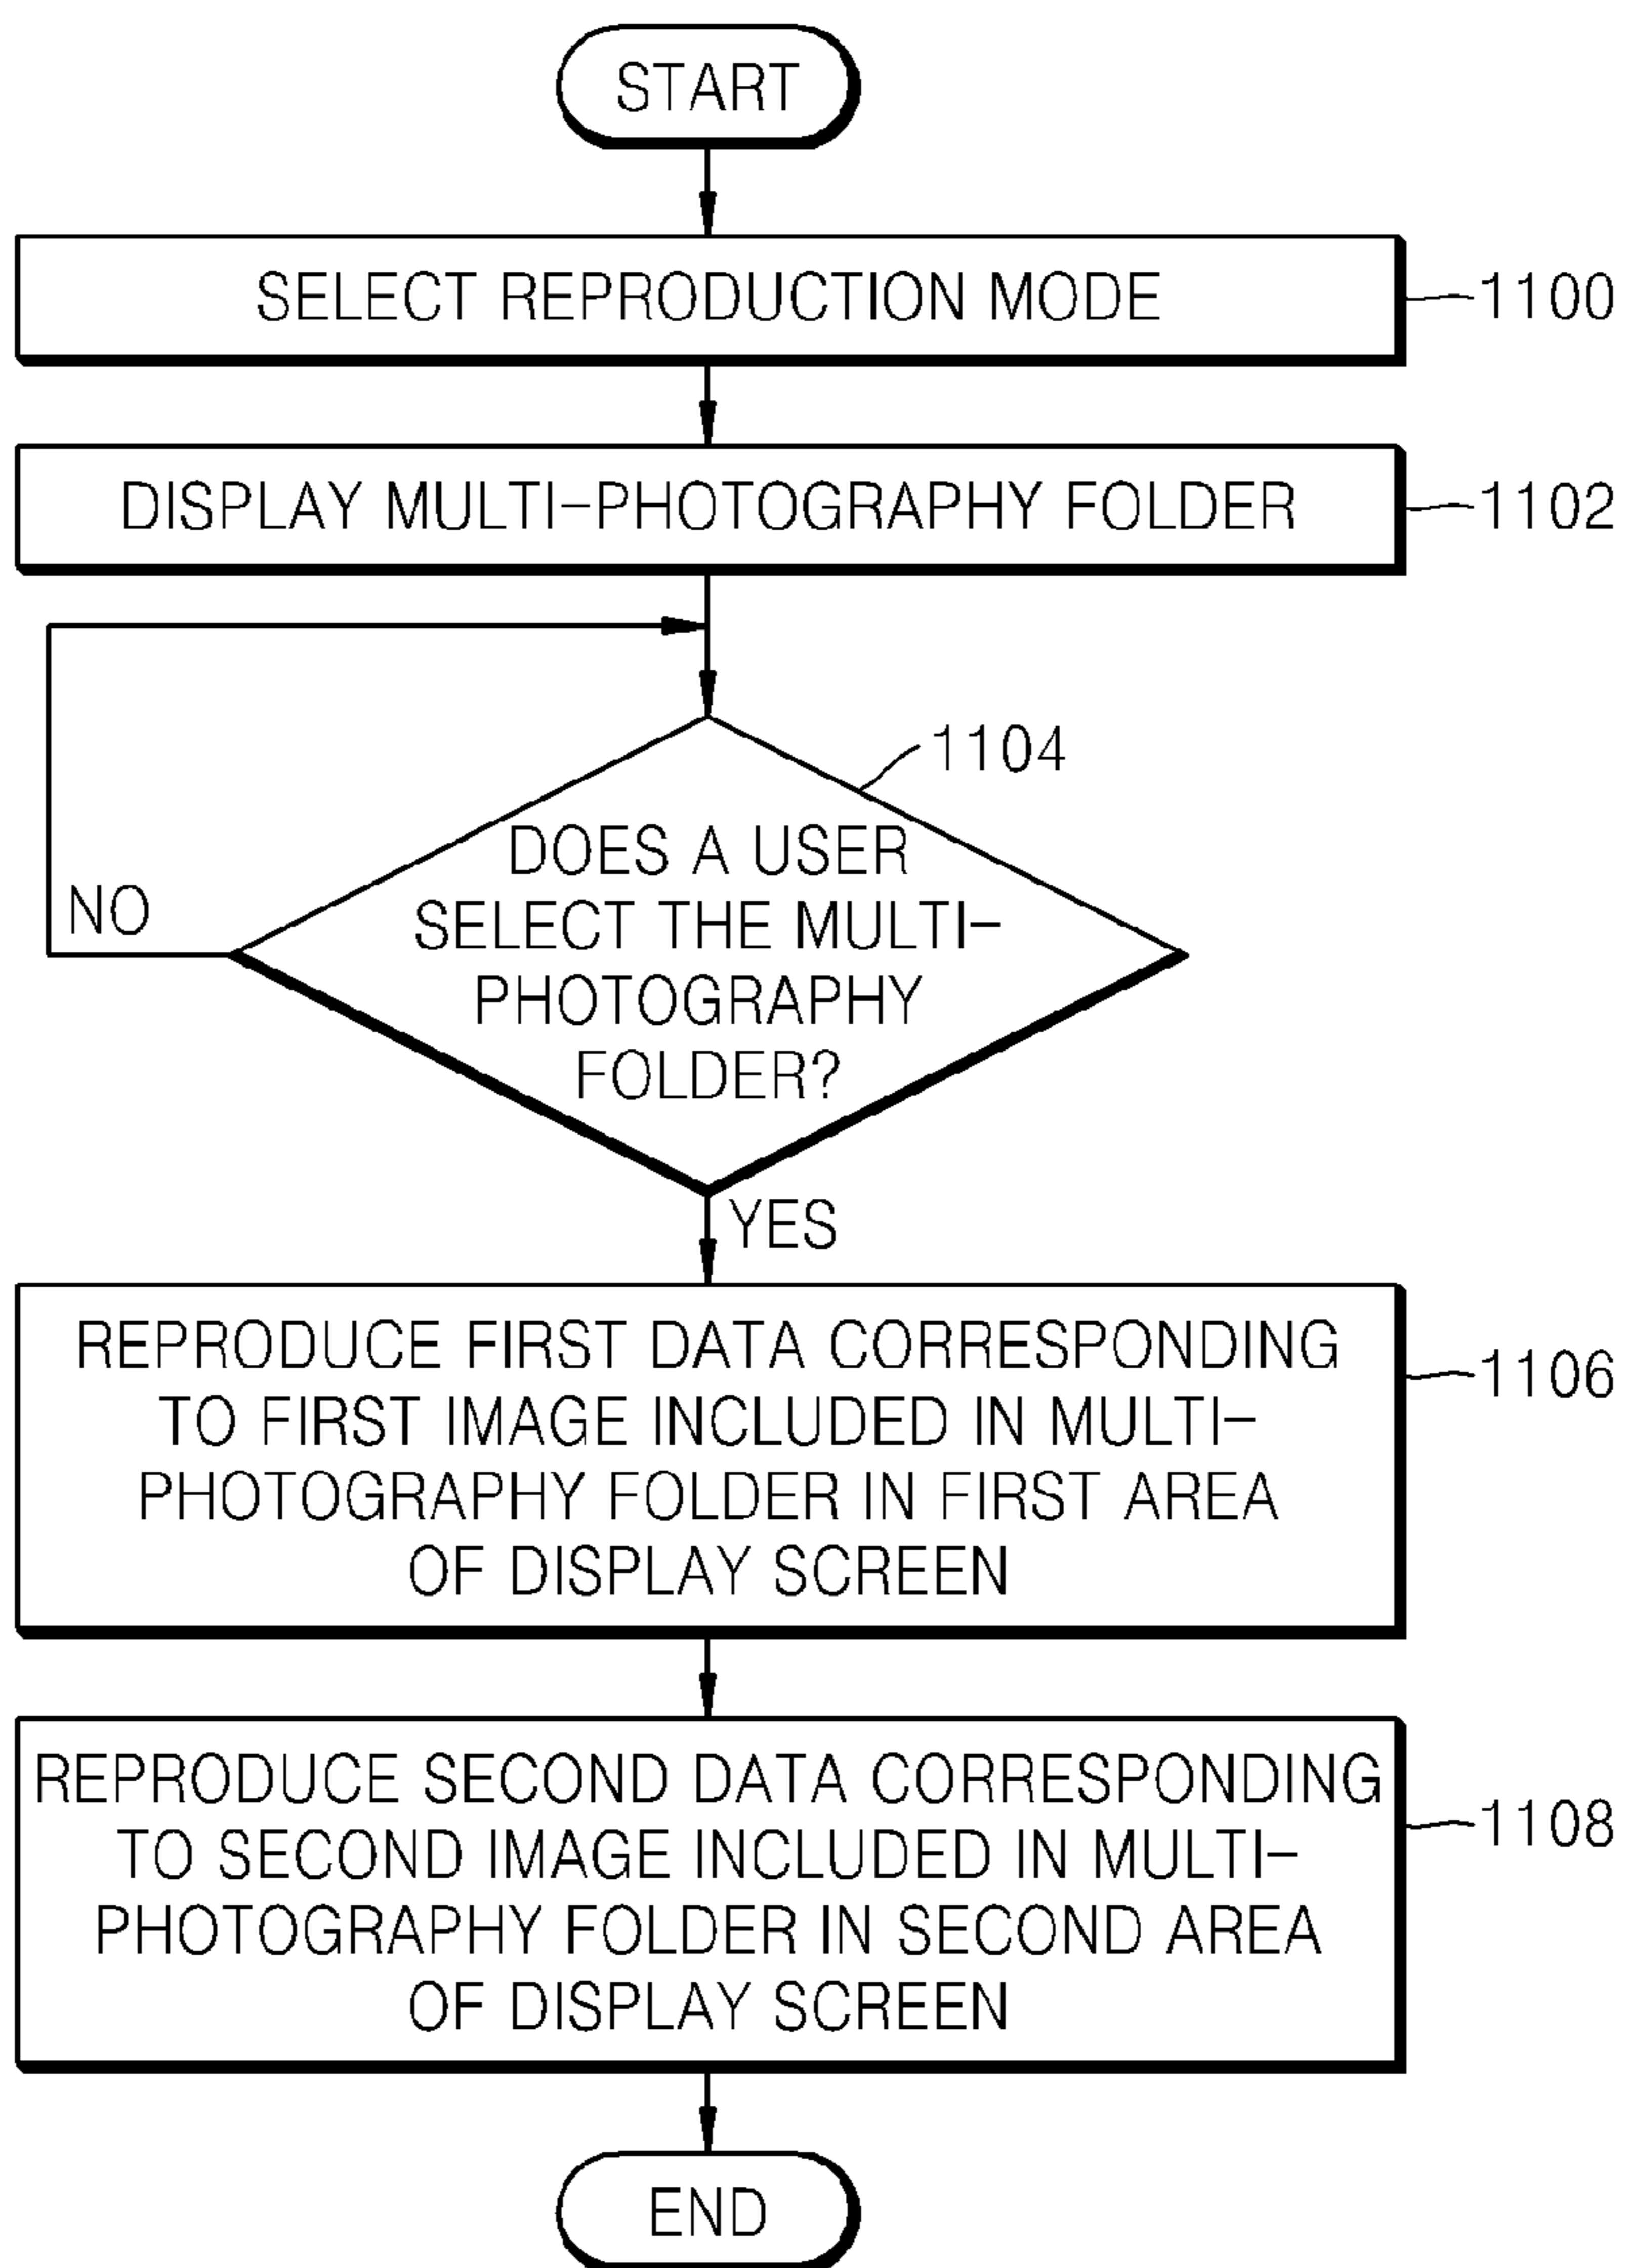 START
SELECT REPRODUCTION MODE
1100
DISPLAY MULTI-PHOTOGRAPHY FOLDER
1102
1104
DOES A USER
SELECT THE MULTI-
PHOTOGRAPHY
FOLDER?
NO
YES
REPRODUCE FIRST DATA CORRESPONDING
TO FIRST IMAGE INCLUDED IN MULTI-
PHOTOGRAPHY FOLDER IN FIRST AREA
OF DISPLAY SCREEN
1106
REPRODUCE SECOND DATA CORRESPONDING
TO SECOND IMAGE INCLUDED IN MULTI-
PHOTOGRAPHY FOLDER IN SECOND AREA
OF DISPLAY SCREEN
1108
END